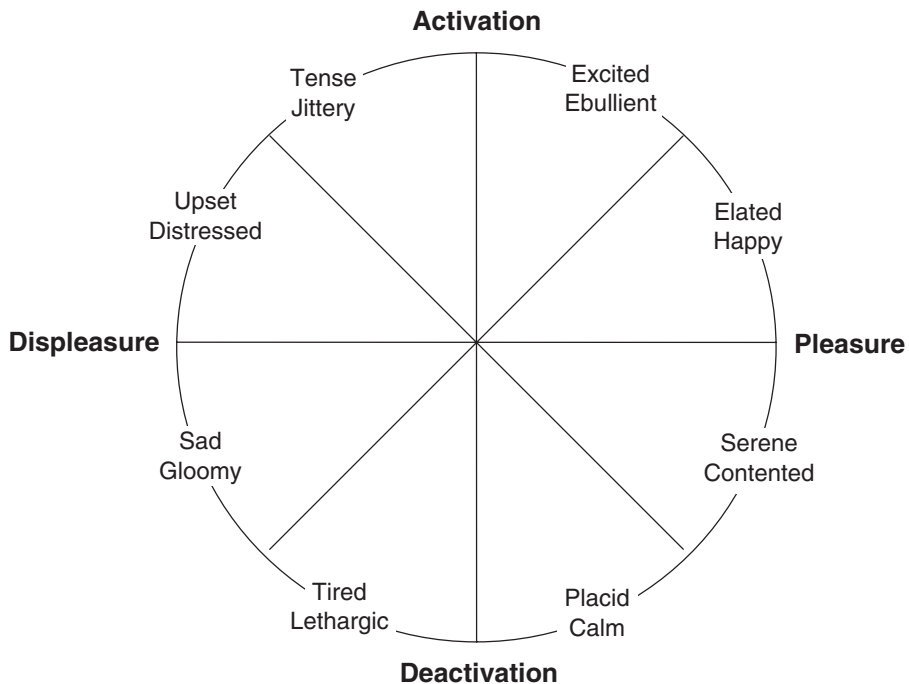 Activation
Tense
Jittery
Excited
Ebullient
Upset
Distressed
Elated
Happy
Displeasure
Pleasure
Sad
Gloomy
Serene
Contented
Tired
Lethargic
Placid
Calm
Deactivation